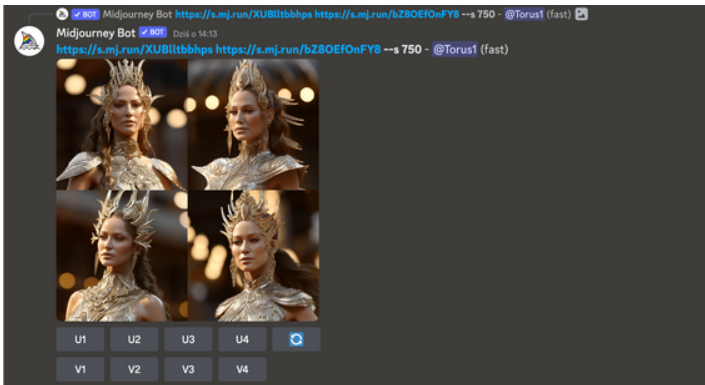 ✓ BOT Midjourney Bot https://s.mj.run/XUBlltbbhps https://s.mj.run/bZ8OEfOnFY8 --s 750 - @Torus1 (fast)
Midjourney Bot ✓ BOT Dziś o 14:13
https://s.mj.run/XUBlltbbhps https://s.mj.run/bZ8OEfOnFY8 --s 750 - @Torus1 (fast)
U1 U2 U3 U4
V1 V2 V3 V4